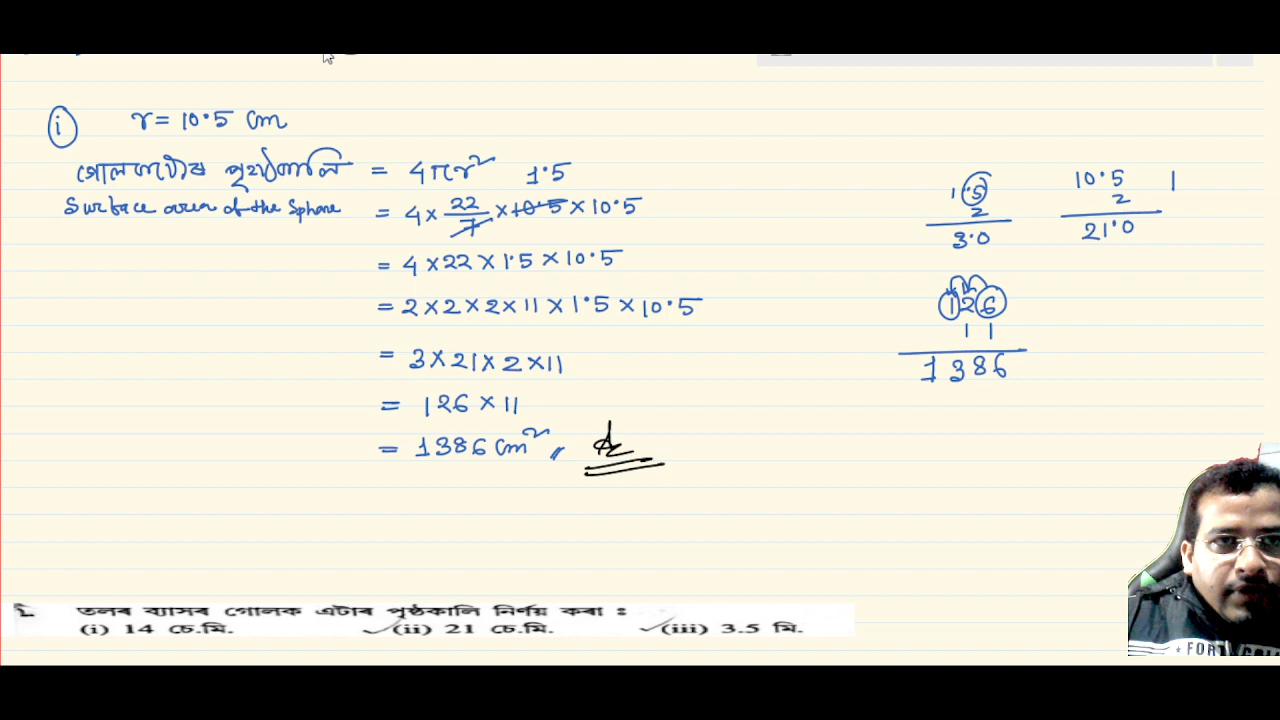 i r = 10.5 cm
গোলকটোৰ পৃষ্ঠকালি = 4πr² 1.5
Surface area of the Sphere = 4 × 22/7 × 10.5 × 10.5
= 4 × 22 × 1.5 × 10.5
= 2 × 2 × 2 × 11 × 1.5 × 10.5
= 3 × 21 × 2 × 11
= 126 × 11
= 1386 cm²
1.5
2
3.0
10.5 1
2
21.0
126
11
1386
তলৰ ব্যাসৰ গোলক এটাৰ পৃষ্ঠকালি নিৰ্ণয় কৰা :
(i) 14 চে.মি. (ii) 21 চে.মি. (iii) 3.5 মি.